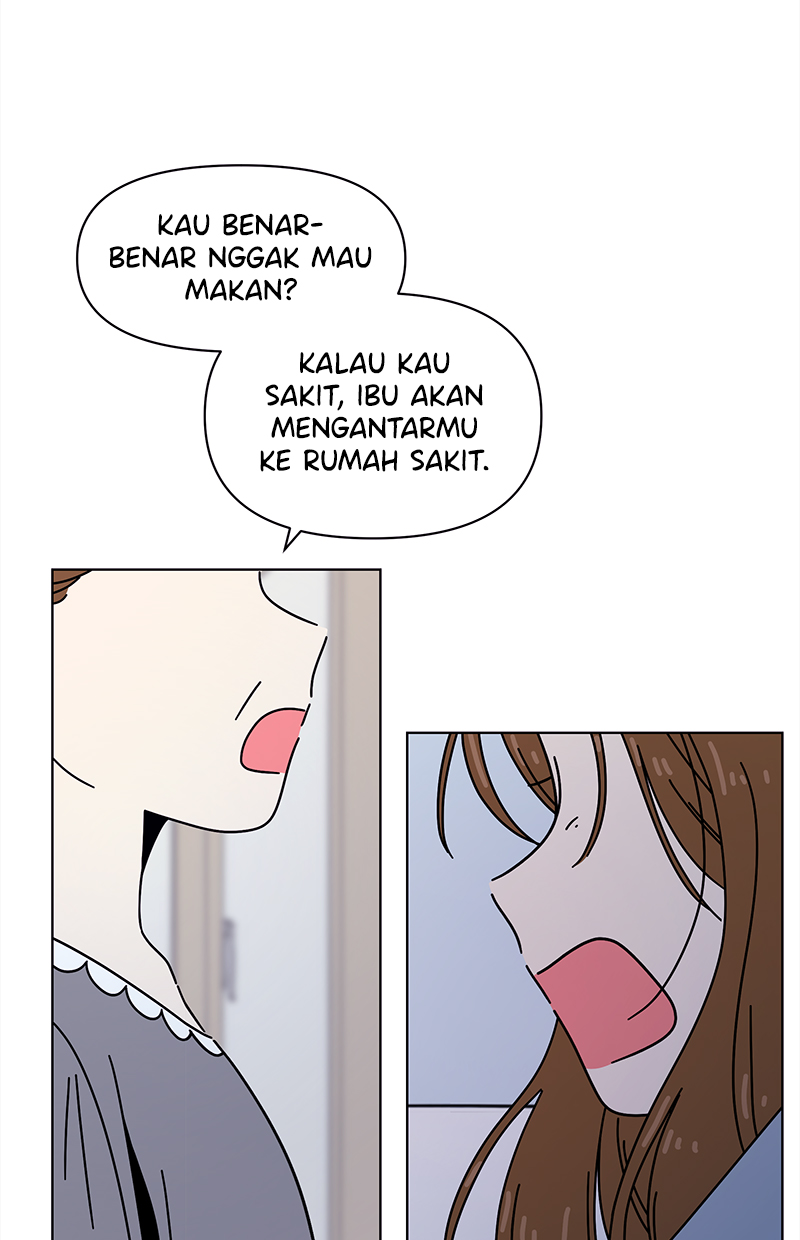 KAU BENAR-
BENAR NGGAK MAU
MAKAN?
KALAU KAU
SAKIT, IBU AKAN
MENGANTARMU
KE RUMAH SAKIT.